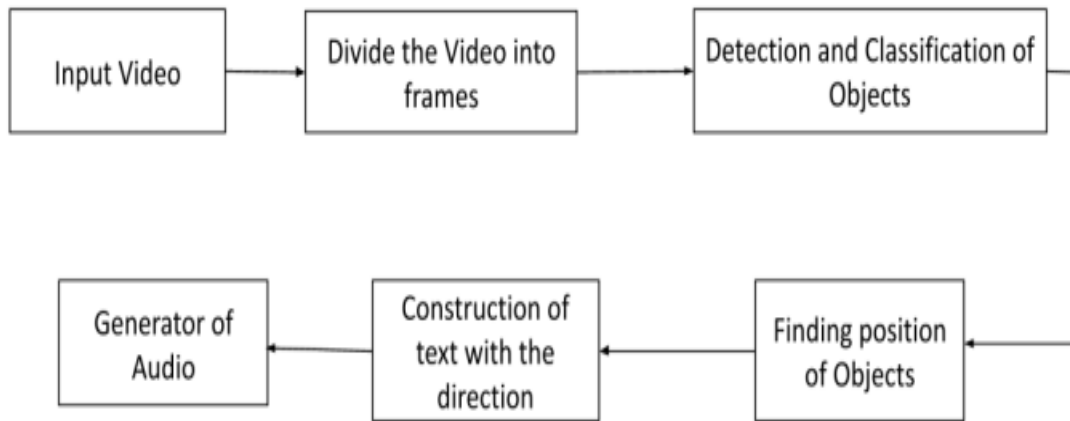 Input Video
Divide the Video into
frames
Detection and Classification of
Objects
Generator of
Audio
Construction of
text with the
direction
Finding position
of Objects